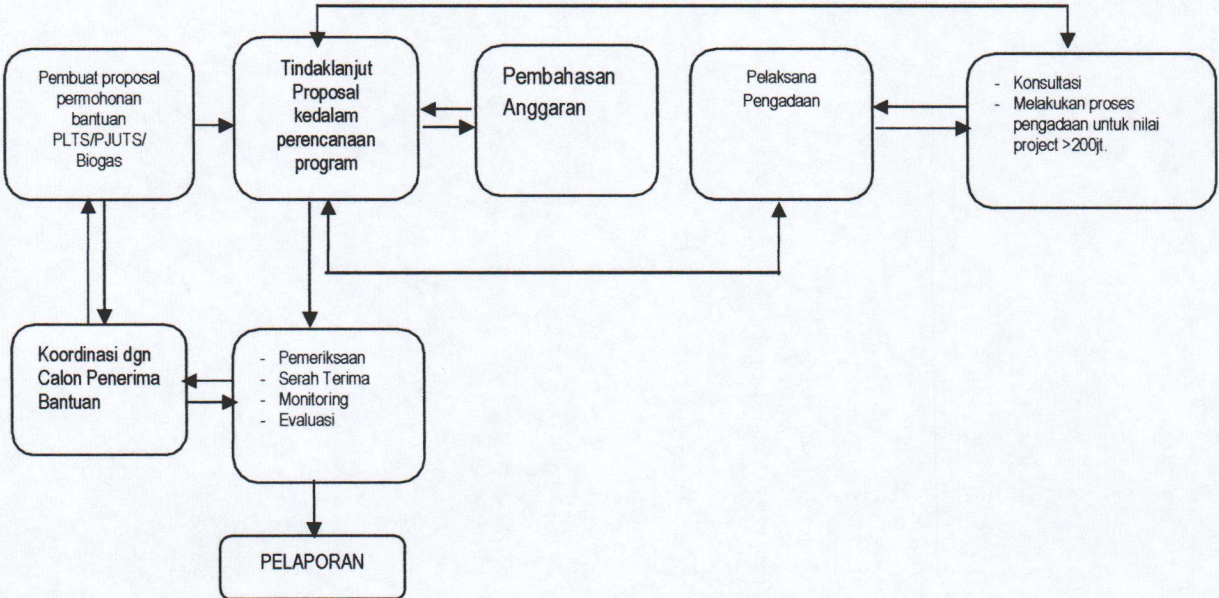 Pembuat proposal
permohonan
bantuan
PLTS/PJUTS/
Biogas
Tindaklanjut
Proposal
kedalam
perencanaan
program
Pembahasan
Anggaran
Pelaksana
Pengadaan
- Konsultasi
- Melakukan proses
pengadaan untuk nilai
project >200jt.
Koordinasi dgn
Calon Penerima
Bantuan
- Pemeriksaan
- Serah Terima
- Monitoring
- Evaluasi
PELAPORAN